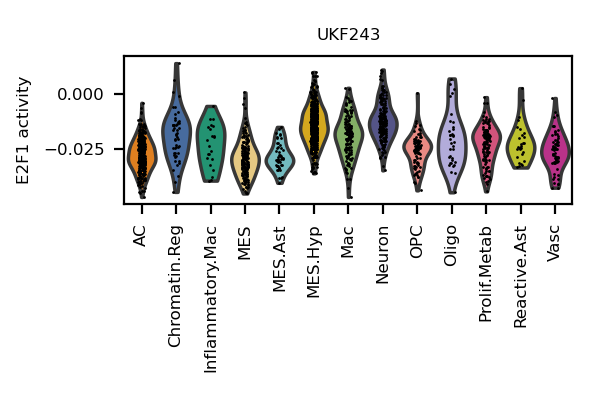 UKF243
E2F1 activity
0.000
−0.025
AC
Chromatin.Reg
Inflammatory.Mac
MES
MES.Ast
MES.Hyp
Mac
Neuron
OPC
Oligo
Prolif.Metab
Reactive.Ast
Vasc